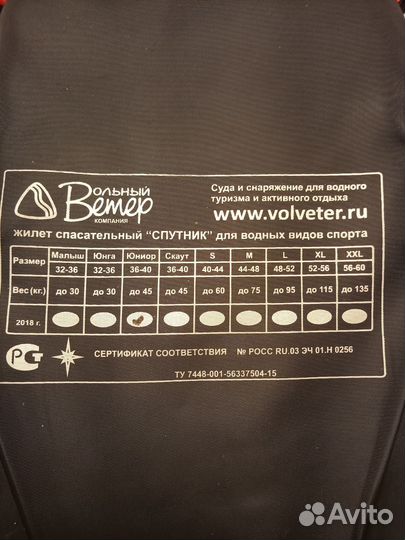 ВОЛЬНЫЙ
Ветер
КОМПАНИЯ
Суда и снаряжение для водного
туризма и активного отдыха
www.volveter.ru
ЖИЛЕТ СПАСАТЕЛЬНЫЙ "СПУТНИК" ДЛЯ ВОДНЫХ ВИДОВ СПОРТА
Размер Малыш Юнга Юниор Скаут S M L XL XXL
32-36 32-36 36-40 36-40 40-44 44-48 48-52 52-56 56-60
Вес (кг.) до 30 до 30 до 45 до 45 до 60 до 75 до 95 до 115 до 135
2018 г.
РСТ СЕРТИФИКАТ СООТВЕТСТВИЯ № РОСС RU.03 ЭЧ 01.Н 0256
ТУ 7448-001-56337504-15
Avito